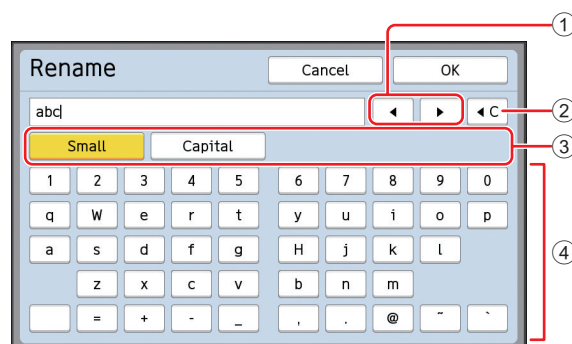 ①
Rename Cancel OK
abc ◀ ▶ ◀ C ②
Small Capital ③
1 2 3 4 5 6 7 8 9 0
q W e r t y u i o p
a s d f g H j k l ④
z x c v b n m
= + - _ , . @ ~ `